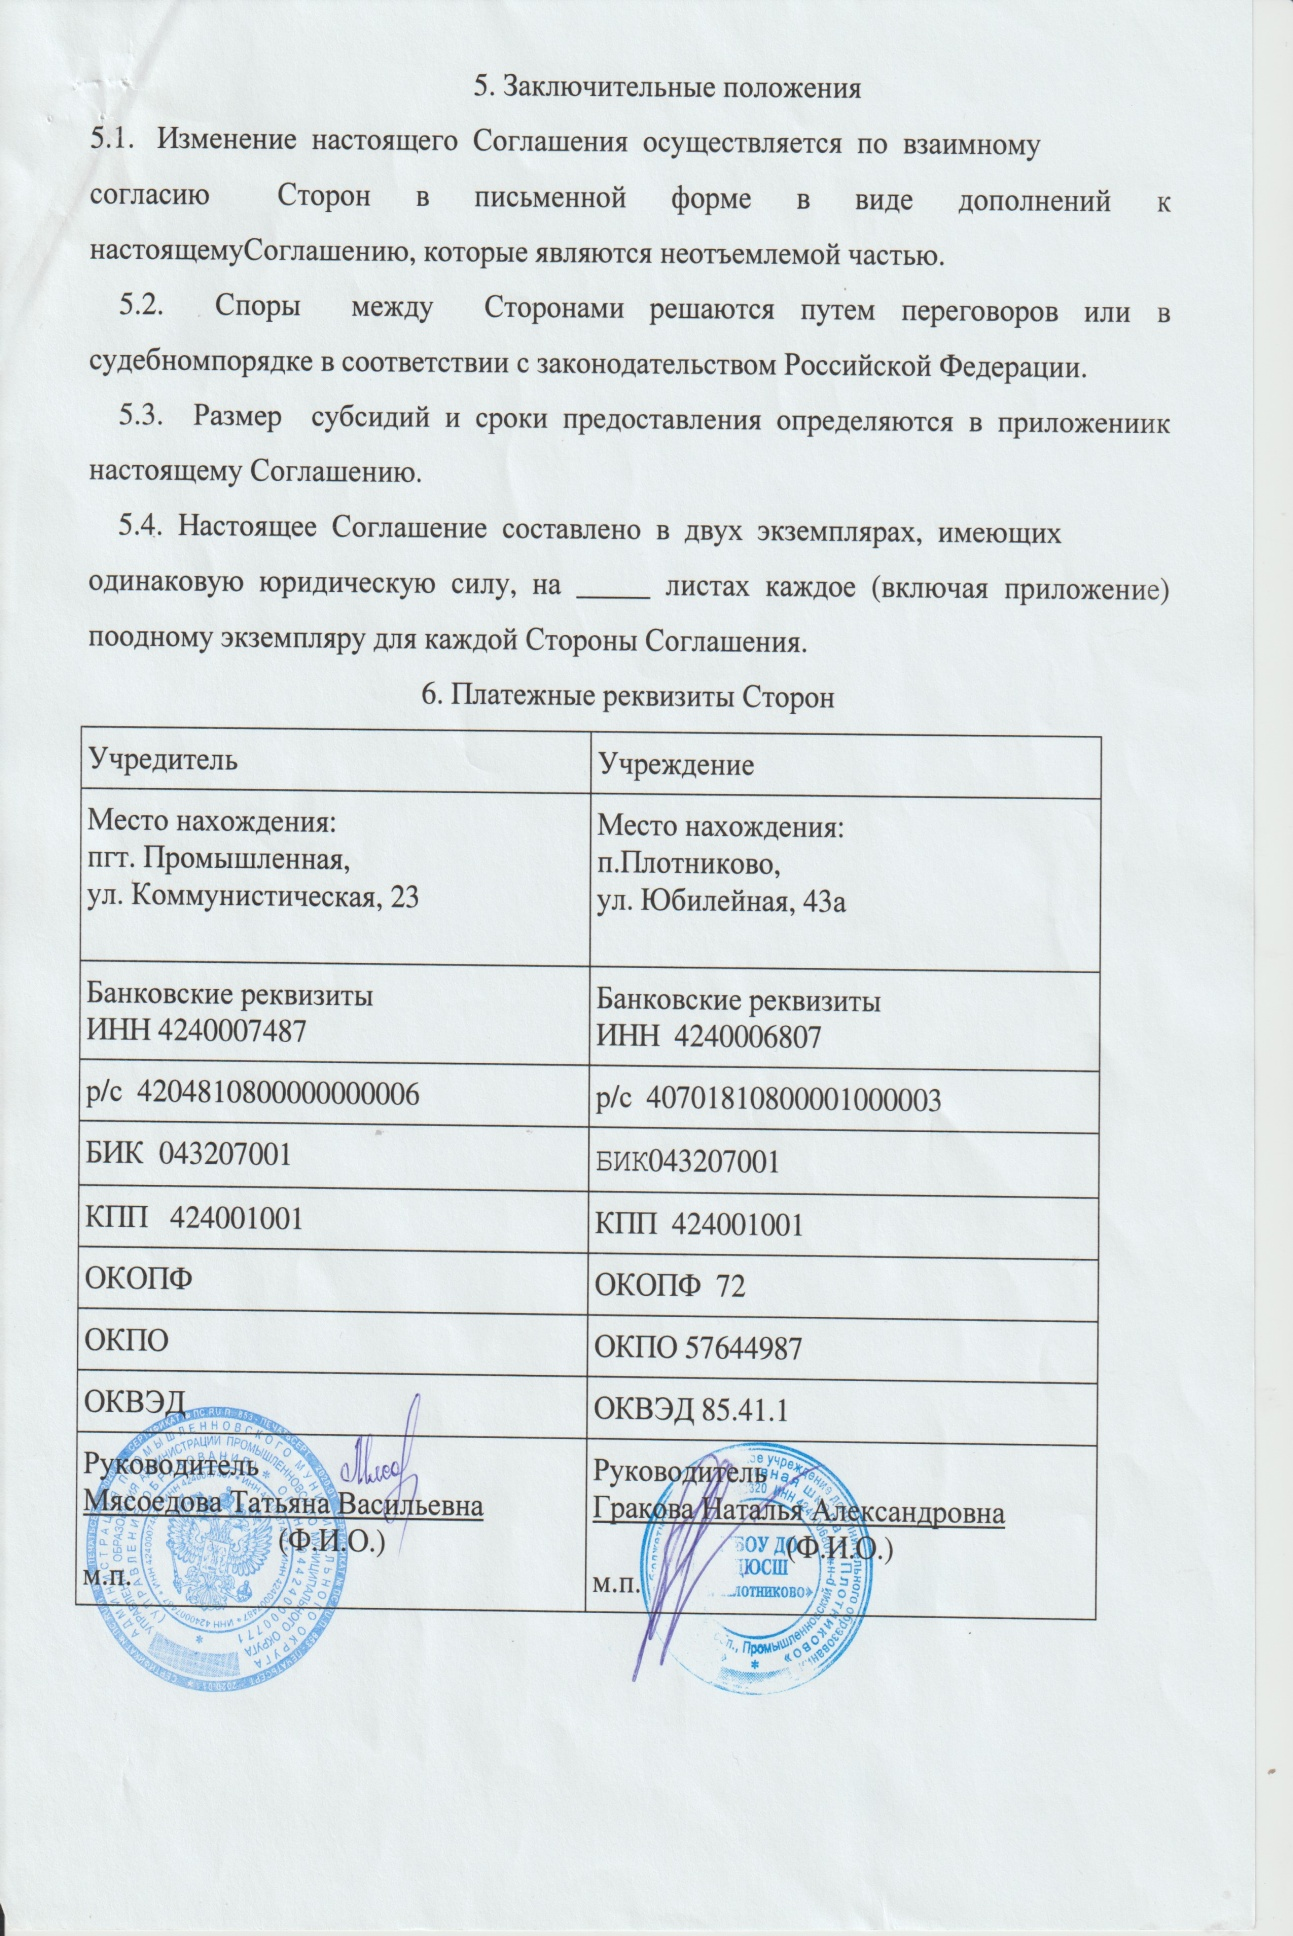 5. Заключительные положения
5.1. Изменение настоящего Соглашения осуществляется по взаимному
согласию Сторон в письменной форме в виде дополнений к
настоящемуСоглашению, которые являются неотъемлемой частью.
5.2. Споры между Сторонами решаются путем переговоров или в
судебномпорядке в соответствии с законодательством Российской Федерации.
5.3. Размер субсидий и сроки предоставления определяются в приложениик
настоящему Соглашению.
5.4. Настоящее Соглашение составлено в двух экземплярах, имеющих
одинаковую юридическую силу, на _____ листах каждое (включая приложение)
поодному экземпляру для каждой Стороны Соглашения.
6. Платежные реквизиты Сторон
Учредитель
Учреждение
Место нахождения:
пгт. Промышленная,
ул. Коммунистическая, 23
Место нахождения:
п.Плотниково,
ул. Юбилейная, 43а
Банковские реквизиты
ИНН 4240007487
Банковские реквизиты
ИНН 4240006807
р/с 4204810800000000006
р/с 40701810800001000003
БИК 043207001
БИК043207001
КПП 424001001
КПП 424001001
ОКОПФ
ОКОПФ 72
ОКПО
ОКПО 57644987
ОКВЭД
ОКВЭД 85.41.1
Руководитель
Мясоедова Татьяна Васильевна
(Ф.И.О.)
м.п.
Руководитель
Гракова Наталья Александровна
(Ф.И.О.)
м.п.
БОУ ДО
ДЮСШ
Плотниково»